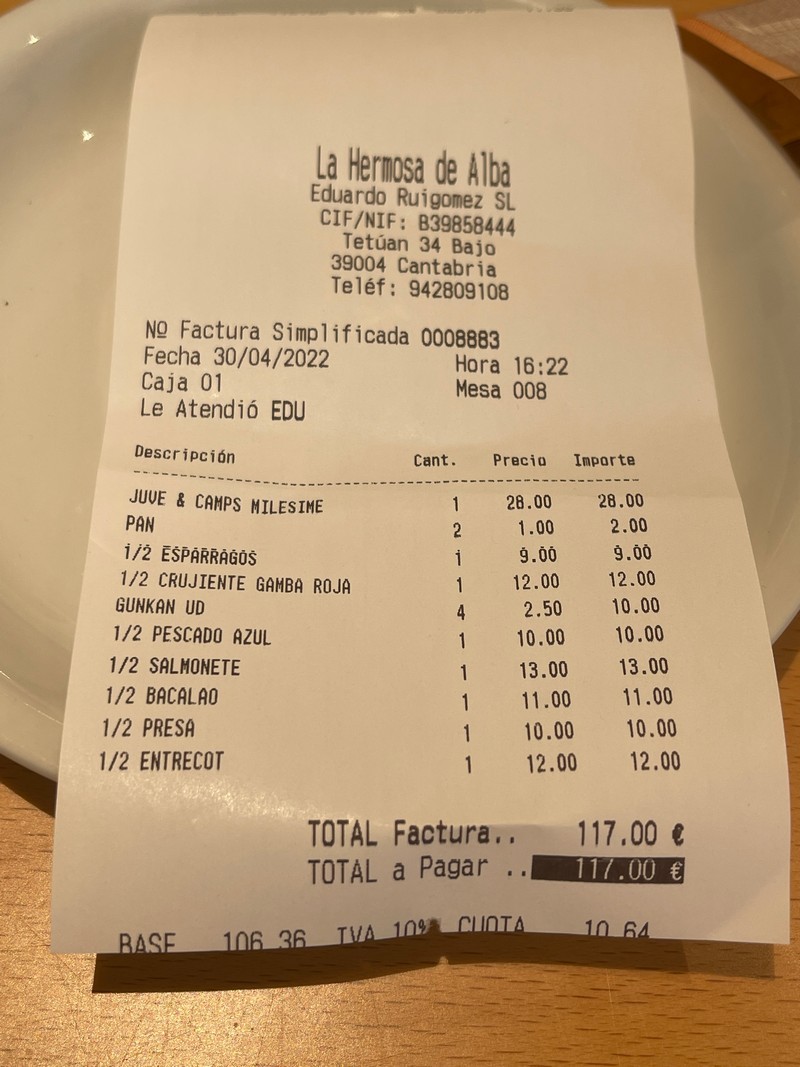 La Hermosa de Alba
Eduardo Ruigomez SL
CIF/NIF: B39858444
Tetúan 34 Bajo
39004 Cantabria
Teléf: 942809108
Nº Factura Simplificada 0008883
Fecha 30/04/2022 Hora 16:22
Caja 01 Mesa 008
Le Atendió EDU
Descripción Cant. Precio Importe
JUVE & CAMPS MILESIME 1 28.00 28.00
PAN 2 1.00 2.00
1/2 ESPARRAGOS 1 9.00 9.00
1/2 CRUJIENTE GAMBA ROJA 1 12.00 12.00
GUNKAN UD 4 2.50 10.00
1/2 PESCADO AZUL 1 10.00 10.00
1/2 SALMONETE 1 13.00 13.00
1/2 BACALAO 1 11.00 11.00
1/2 PRESA 1 10.00 10.00
1/2 ENTRECOT 1 12.00 12.00
TOTAL Factura.. 117.00 €
TOTAL a Pagar .. 117.00 €
BASE 106.36 IVA 10% CUOTA 10.64